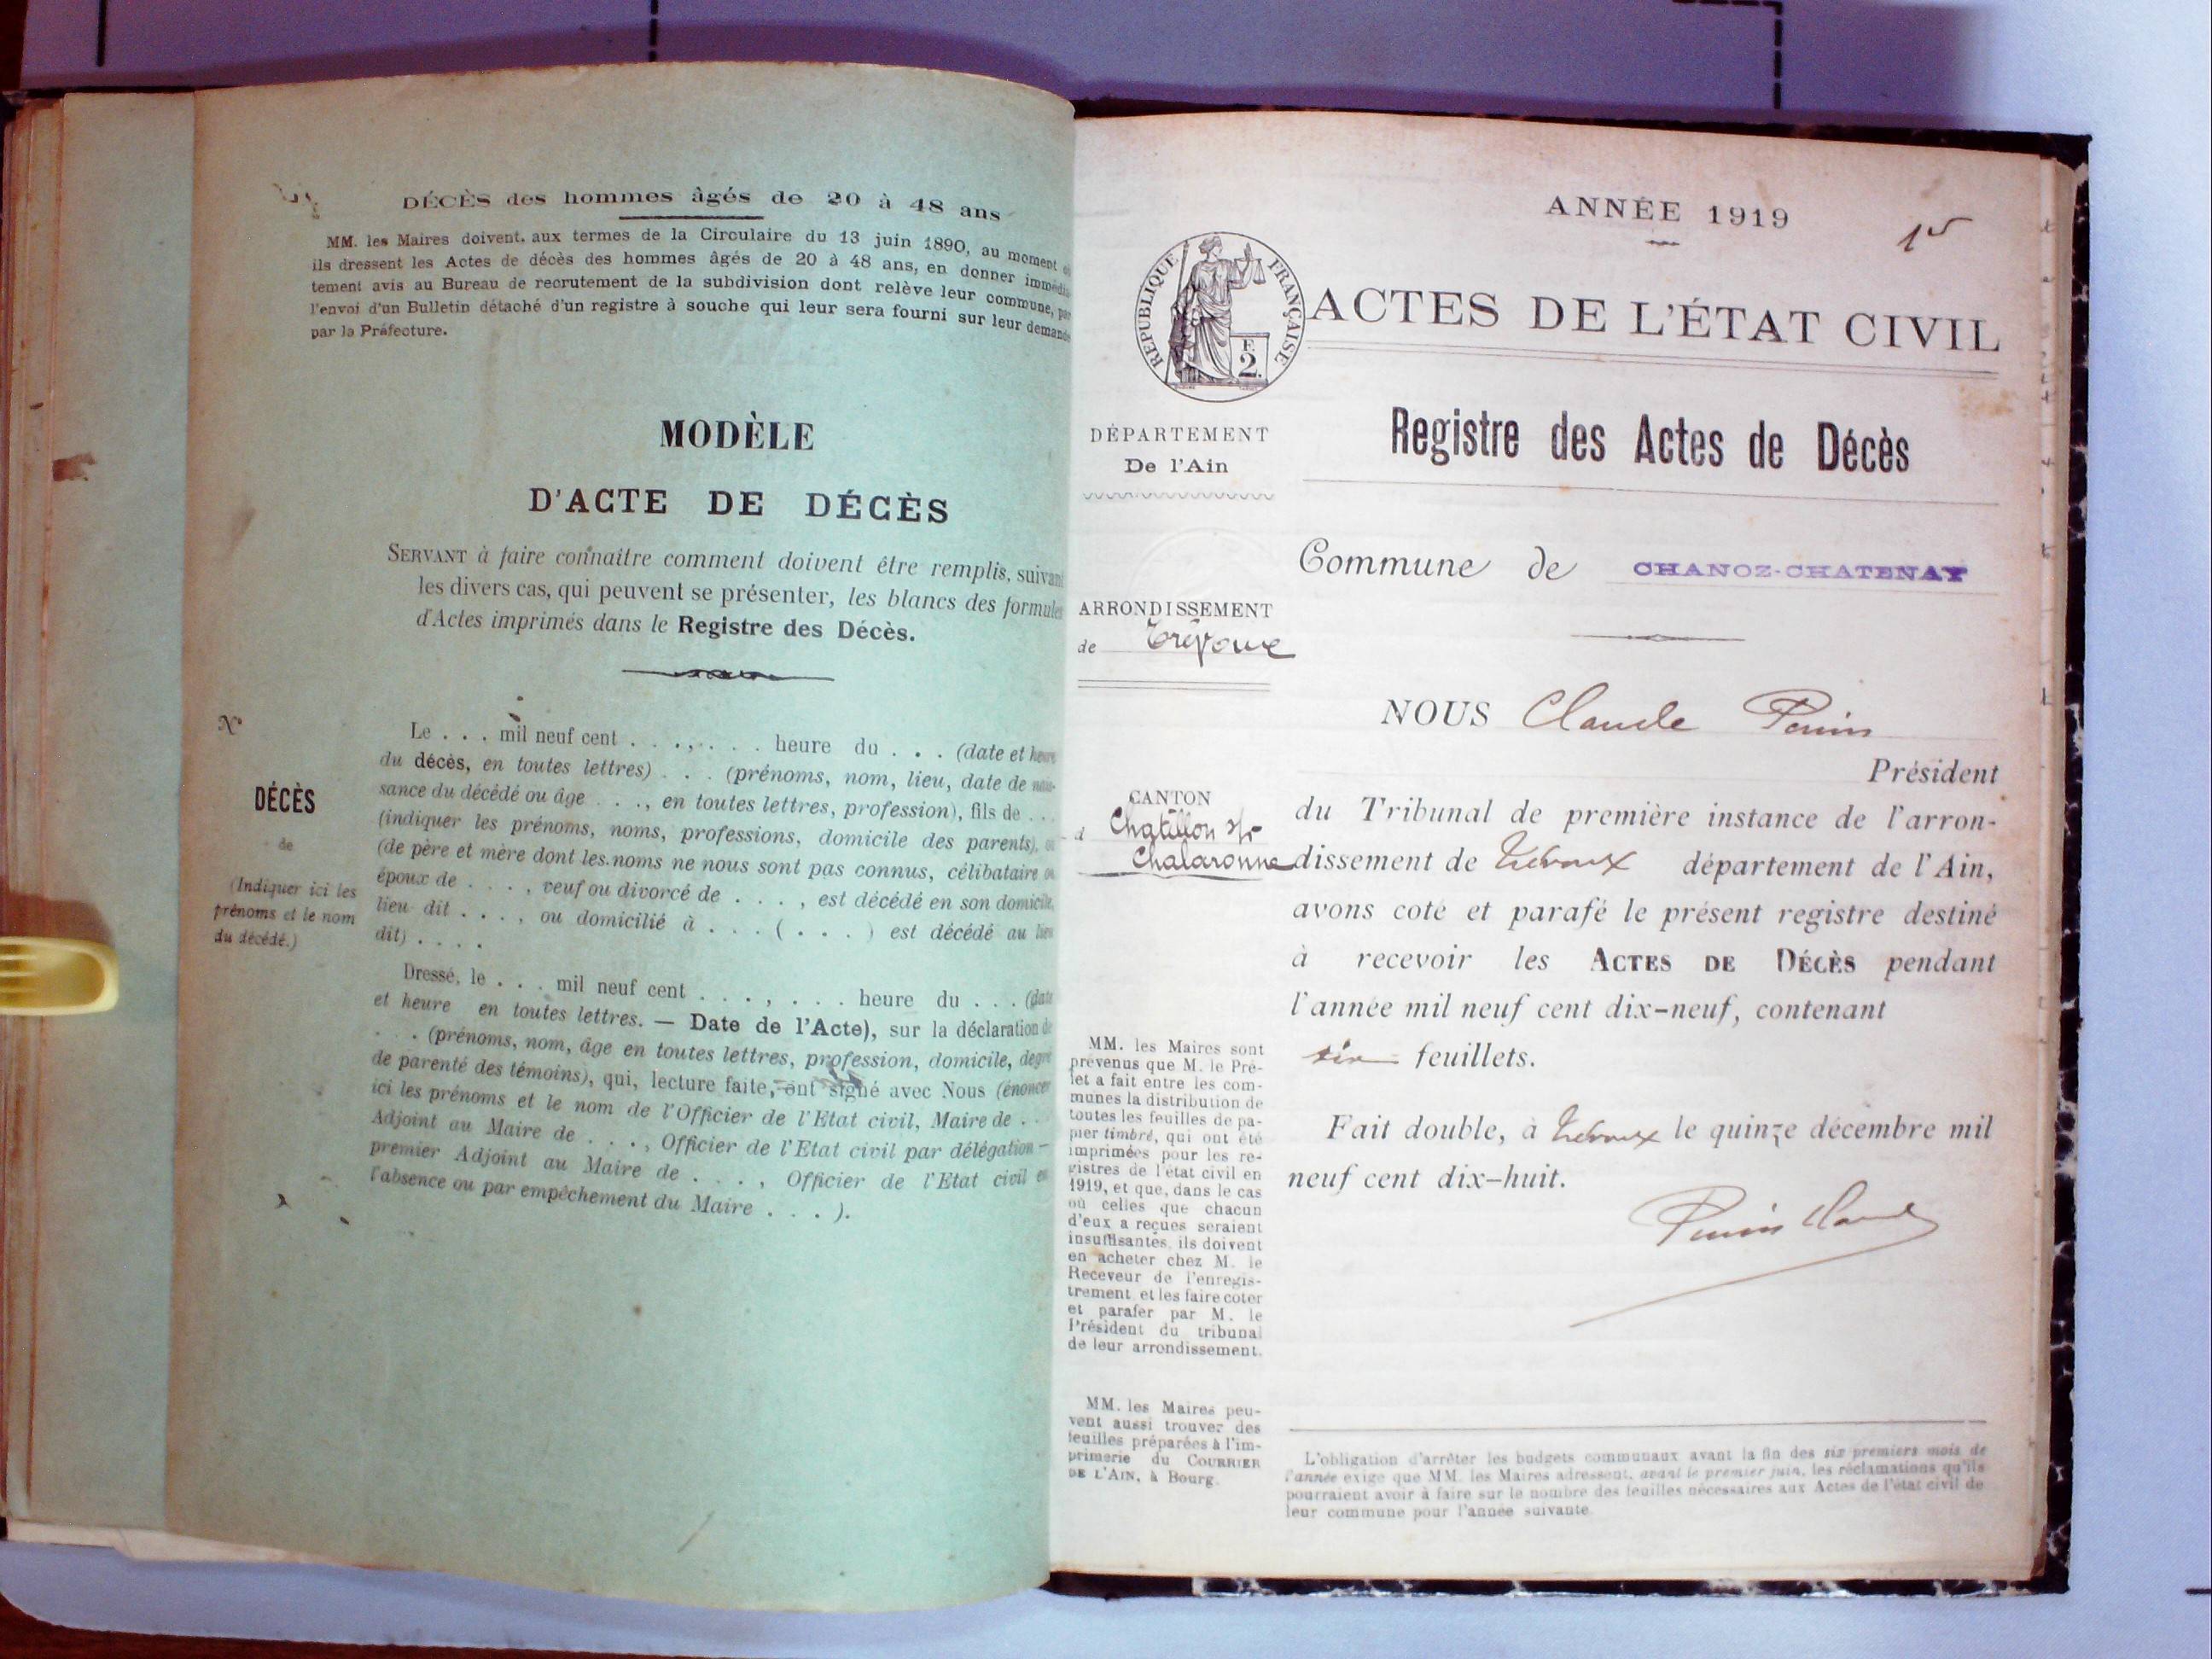 DÉCÈS des hommes âgés de 20 à 48 ans
MM. les Maires doivent, aux termes de la Circulaire du 13 juin 1890, au moment
ils dressent les Actes de décès des hommes âgés de 20 à 48 ans, en donner immédia
tement avis au Bureau de recrutement de la subdivision dont relève leur commune, par
l'envoi d'un Bulletin détaché d'un registre à souche qui leur sera fourni sur leur demande
par la Préfecture.
MODÈLE
D'ACTE DE DÉCÈS
SERVANT à faire connaître comment doivent être remplis, suivant
les divers cas, qui peuvent se présenter, les blancs des formules
d'Actes imprimés dans le Registre des Décès.
N°
DÉCÈS
de
(Indiquer ici les
prénoms et le nom
du décédé.)
Le . . . mil neuf cent . . . , . . . heure du . . . (date et heure
du décès, en toutes lettres) . . . (prénoms, nom, lieu, date de nais-
sance du décédé ou âge . . ., en toutes lettres, profession), fils de . . .
(indiquer les prénoms, noms, professions, domicile des parents), ou
(de père et mère dont les noms ne nous sont pas connus, célibataire ou
époux de . . . , veuf ou divorcé de . . . , est décédé en son domicile,
lieu dit . . . , ou domicilié à . . . ( . . . ) est décédé au lieu
dit) . . . .
Dressé, le . . . mil neuf cent . . . , . . . heure du . . . (date
et heure en toutes lettres. — Date de l'Acte), sur la déclaration de
. . . (prénoms, nom, âge en toutes lettres, profession, domicile, degré
de parenté des témoins), qui, lecture faite, ont signé avec Nous (énoncer
ici les prénoms et le nom de l'Officier de l'Etat civil, Maire de . .
Adjoint au Maire de . . . , Officier de l'Etat civil par délégation —
premier Adjoint au Maire de . . . , Officier de l'Etat civil en
l'absence ou par empêchement du Maire . . . ).
ANNÉE 1919
RÉPUBLIQUE FRANÇAISE
F.
2.
ACTES DE L'ÉTAT CIVIL
DÉPARTEMENT
De l'Ain
Registre des Actes de Décès
Commune de CHANOZ-CHATENAY
ARRONDISSEMENT
de Trévoux
CANTON
d Chatillon s/r
Chalaronne
NOUS Claude Perrin
Président
du Tribunal de première instance de l'arron-
dissement de Trévoux département de l'Ain,
avons coté et parafé le présent registre destiné
à recevoir les ACTES DE DÉCÈS pendant
l'année mil neuf cent dix-neuf, contenant
six feuillets.
Fait double, à Trévoux le quinze décembre mil
neuf cent dix-huit.
Perrin Claude
MM. les Maires sont
prévenus que M. le Pré-
fet a fait entre les com-
munes la distribution de
toutes les feuilles de pa-
pier timbré, qui ont été
imprimées pour les re-
gistres de l'état civil en
1919, et que, dans le cas
où celles que chacun
d'eux a reçues seraient
insuffisantes, ils doivent
en acheter chez M. le
Receveur de l'enregis-
trement et les faire coter
et parafer par M. le
Président du tribunal
de leur arrondissement.
MM. les Maires peu-
vent aussi trouver des
feuilles préparées à l'im-
primerie du COURRIER
DE L'AIN, à Bourg.
L'obligation d'arrêter les budgets communaux avant la fin des six premiers mois de
l'année exige que MM. les Maires adressent, avant le premier juin, les réclamations qu'ils
pourraient avoir à faire sur le nombre des feuilles nécessaires aux Actes de l'état civil de
leur commune pour l'année suivante.